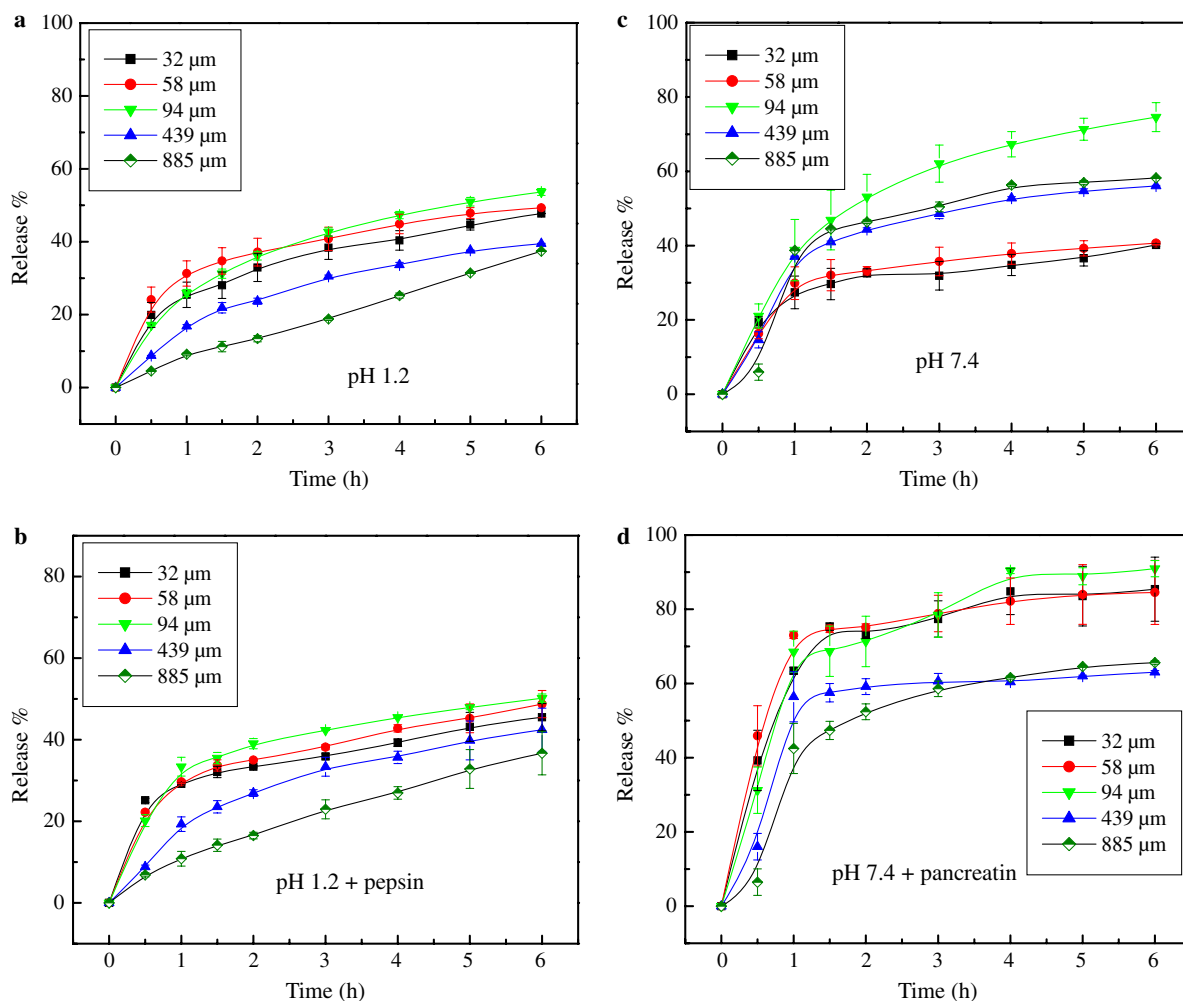 a
100
80
60
40
20
0
Release %
32 µm
58 µm
94 µm
439 µm
885 µm
pH 1.2
0 1 2 3 4 5 6
Time (h)
c
100
80
60
40
20
0
Release %
32 µm
58 µm
94 µm
439 µm
885 µm
pH 7.4
0 1 2 3 4 5 6
Time (h)
b
80
60
40
20
0
Release %
32 µm
58 µm
94 µm
439 µm
885 µm
pH 1.2 + pepsin
0 1 2 3 4 5 6
Time (h)
d
100
80
60
40
20
0
Release %
32 µm
58 µm
94 µm
439 µm
885 µm
pH 7.4 + pancreatin
0 1 2 3 4 5 6
Time (h)